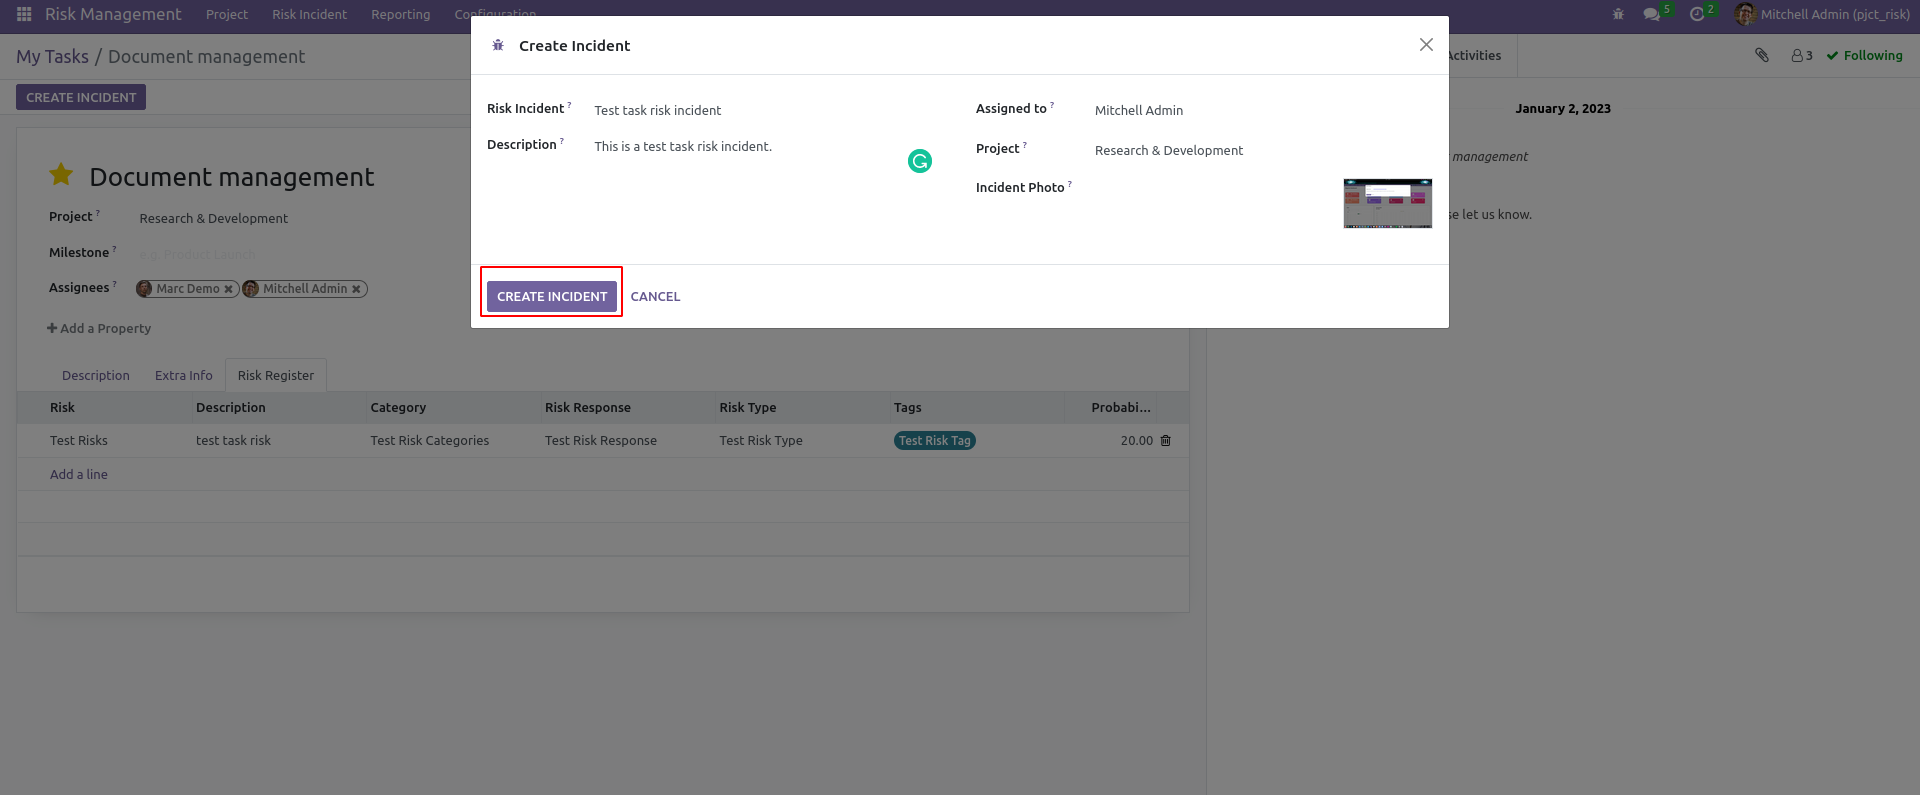 Risk Management Project Risk Incident Reporting Configuration 5 2 Mitchell Admin (pjct_risk)
My Tasks / Document management
Activities 3 Following
CREATE INCIDENT
Create Incident
Risk Incident ? Test task risk incident
Description ? This is a test task risk incident.
Assigned to ? Mitchell Admin
Project ? Research & Development
Incident Photo ?
CREATE INCIDENT CANCEL
January 2, 2023
management
let us know.
Document management
Project ? Research & Development
Milestone ? e.g. Product Launch
Assignees ? Marc Demo Mitchell Admin
Add a Property
Description Extra Info Risk Register
Risk Description Category Risk Response Risk Type Tags Probabi...
Test Risks test task risk Test Risk Categories Test Risk Response Test Risk Type Test Risk Tag 20.00
Add a line